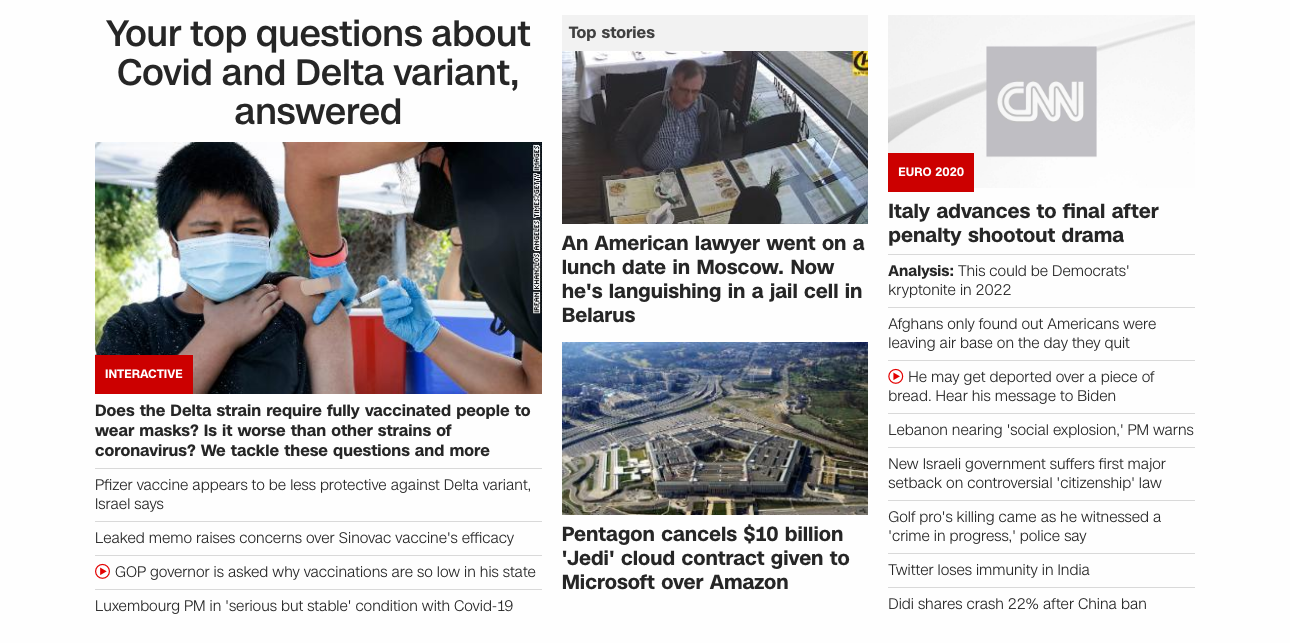 Your top questions about
Covid and Delta variant,
answered
IRFAN KHAN/LOS ANGELES TIMES/GETTY IMAGES
INTERACTIVE
Does the Delta strain require fully vaccinated people to
wear masks? Is it worse than other strains of
coronavirus? We tackle these questions and more
Pfizer vaccine appears to be less protective against Delta variant,
Israel says
Leaked memo raises concerns over Sinovac vaccine's efficacy
GOP governor is asked why vaccinations are so low in his state
Luxembourg PM in 'serious but stable' condition with Covid-19
Top stories
An American lawyer went on a
lunch date in Moscow. Now
he's languishing in a jail cell in
Belarus
Pentagon cancels $10 billion
'Jedi' cloud contract given to
Microsoft over Amazon
CNN
EURO 2020
Italy advances to final after
penalty shootout drama
Analysis: This could be Democrats'
kryptonite in 2022
Afghans only found out Americans were
leaving air base on the day they quit
He may get deported over a piece of
bread. Hear his message to Biden
Lebanon nearing 'social explosion,' PM warns
New Israeli government suffers first major
setback on controversial 'citizenship' law
Golf pro's killing came as he witnessed a
'crime in progress,' police say
Twitter loses immunity in India
Didi shares crash 22% after China ban